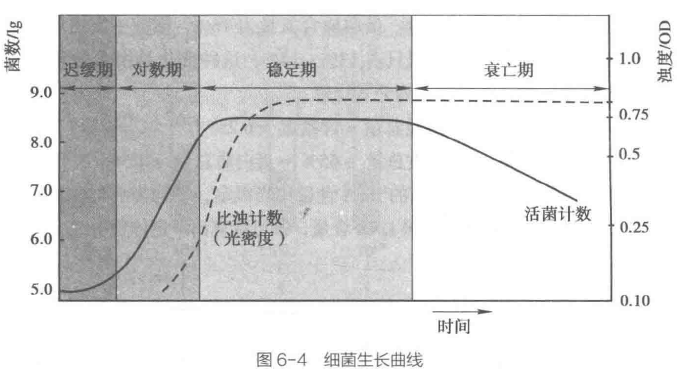 菌数/lg
浊度/OD
迟缓期
对数期
稳定期
衰亡期
9.0
8.0
7.0
6.0
5.0
1.0
0.75
0.5
0.25
0.10
比浊计数
(光密度)
活菌计数
时间
图 6-4 细菌生长曲线